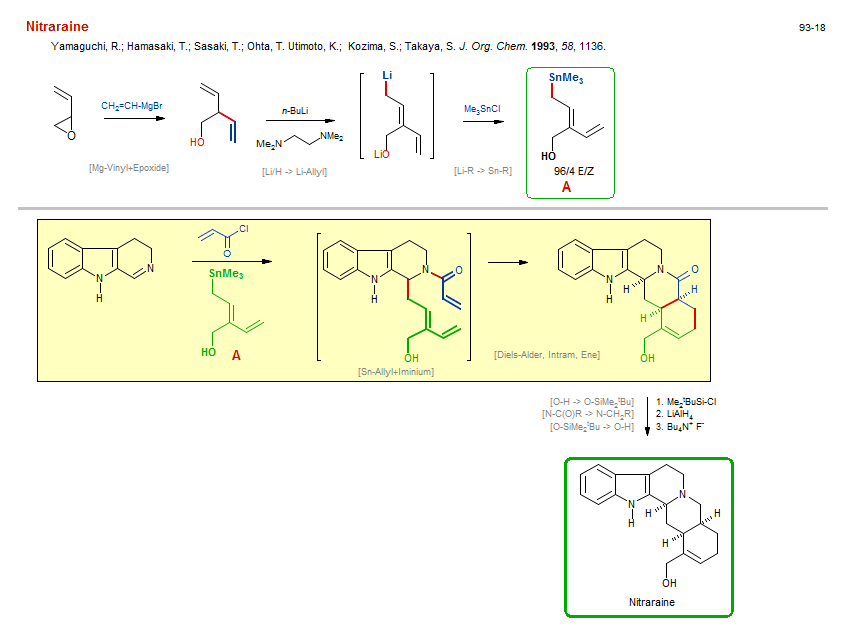 Nitraraine
93-18
Yamaguchi, R.; Hamasaki, T.; Sasaki, T.; Ohta, T. Utimoto, K.; Kozima, S.; Takaya, S. J. Org. Chem. 1993, 58, 1136.
O
CH2=CH-MgBr
[Mg-Vinyl+Epoxide]
HO
n-BuLi
Me2N
NMe2
[Li/H -> Li-Allyl]
Li
LiO
Me3SnCl
[Li-R -> Sn-R]
SnMe3
HO
96/4 E/Z
A
N
H
N
Cl
O
SnMe3
HO
A
N
H
N
O
OH
[Sn-Allyl+Iminium]
[Diels-Alder, Intram, Ene]
N
H
N
O
H
H
H
OH
[O-H -> O-SiMe2tBu]
[N-C(O)R -> N-CH2R]
[O-SiMe2tBu -> O-H]
1. Me2tBuSi-Cl
2. LiAlH4
3. Bu4N+ F-
N
H
N
H
H
H
OH
Nitraraine